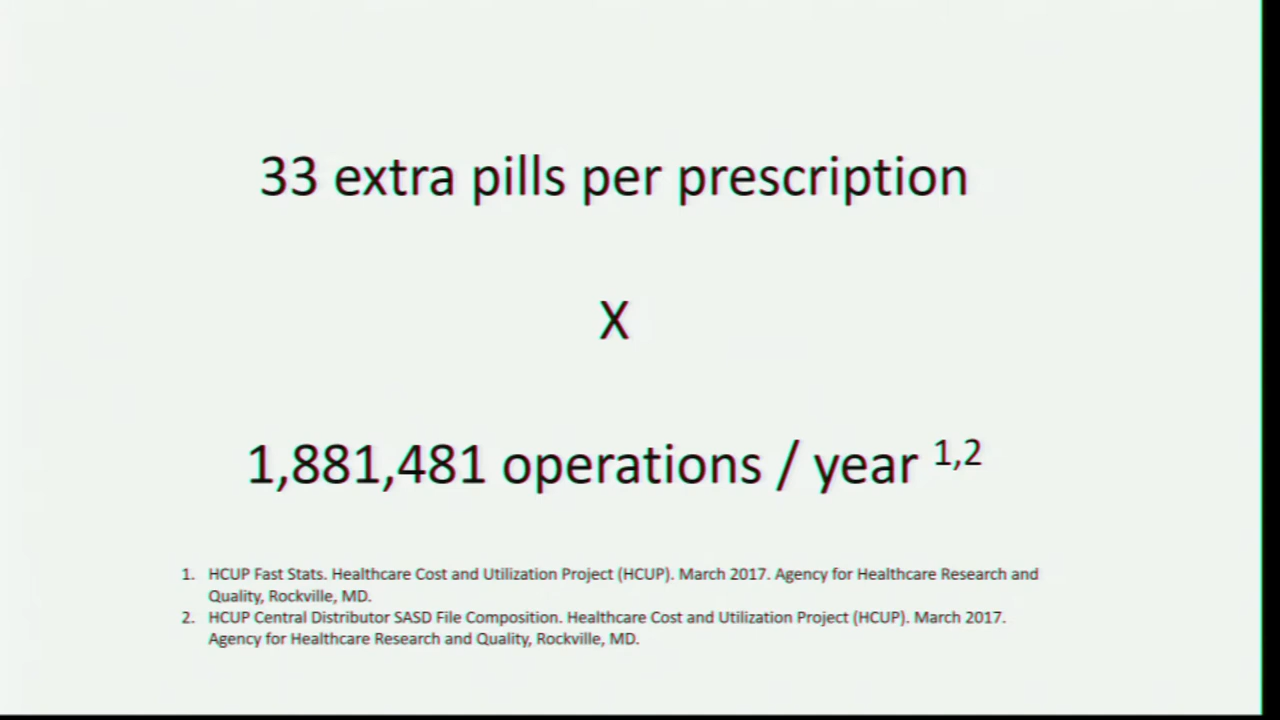 33 extra pills per prescription
X
1,881,481 operations / year 1,2
1. HCUP Fast Stats. Healthcare Cost and Utilization Project (HCUP). March 2017. Agency for Healthcare Research and
Quality, Rockville, MD.
2. HCUP Central Distributor SASD File Composition. Healthcare Cost and Utilization Project (HCUP). March 2017.
Agency for Healthcare Research and Quality, Rockville, MD.